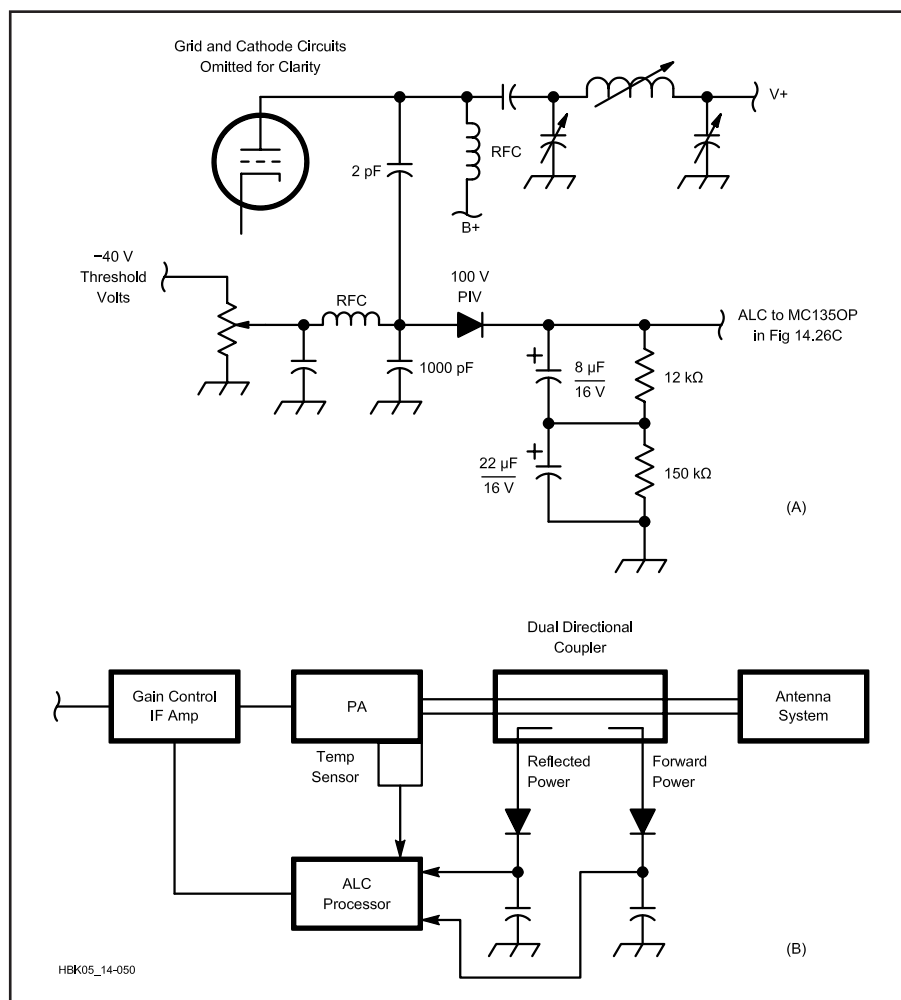 Grid and Cathode Circuits
Omitted for Clarity
V+
2 pF
RFC
B+
−40 V
Threshold
Volts
RFC
100 V
PIV
ALC to MC135OP
in Fig 14.26C
1000 pF
8 µF
16 V
12 kΩ
22 µF
16 V
150 kΩ
(A)
Dual Directional
Coupler
Gain Control
IF Amp
PA
Antenna
System
Temp
Sensor
Reflected
Power
Forward
Power
ALC
Processor
(B)
HBK05_14-050